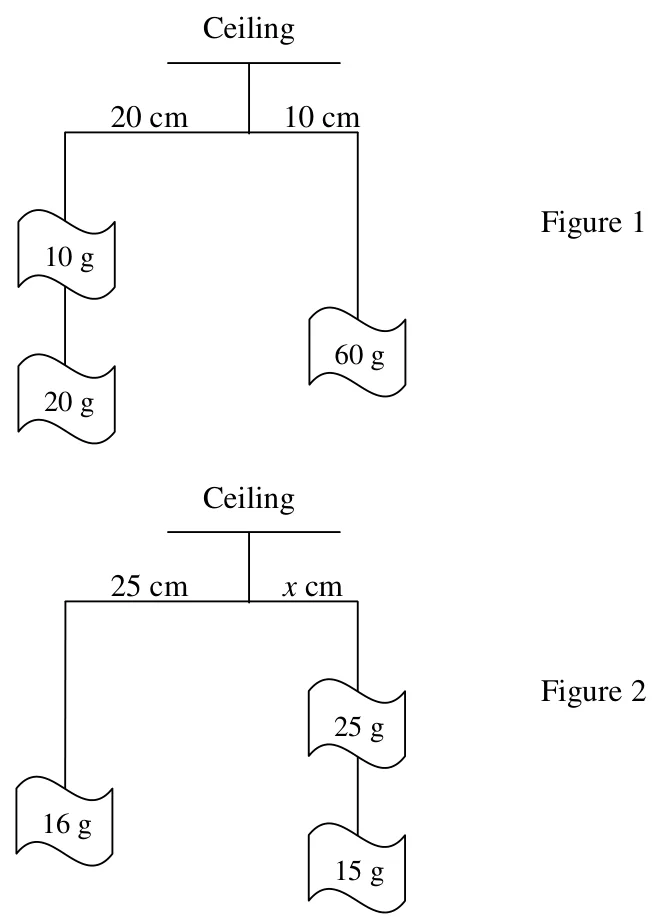 Ceiling
20 cm
10 cm
Figure 1
10 g
60 g
20 g
Ceiling
25 cm
x cm
Figure 2
25 g
16 g
15 g